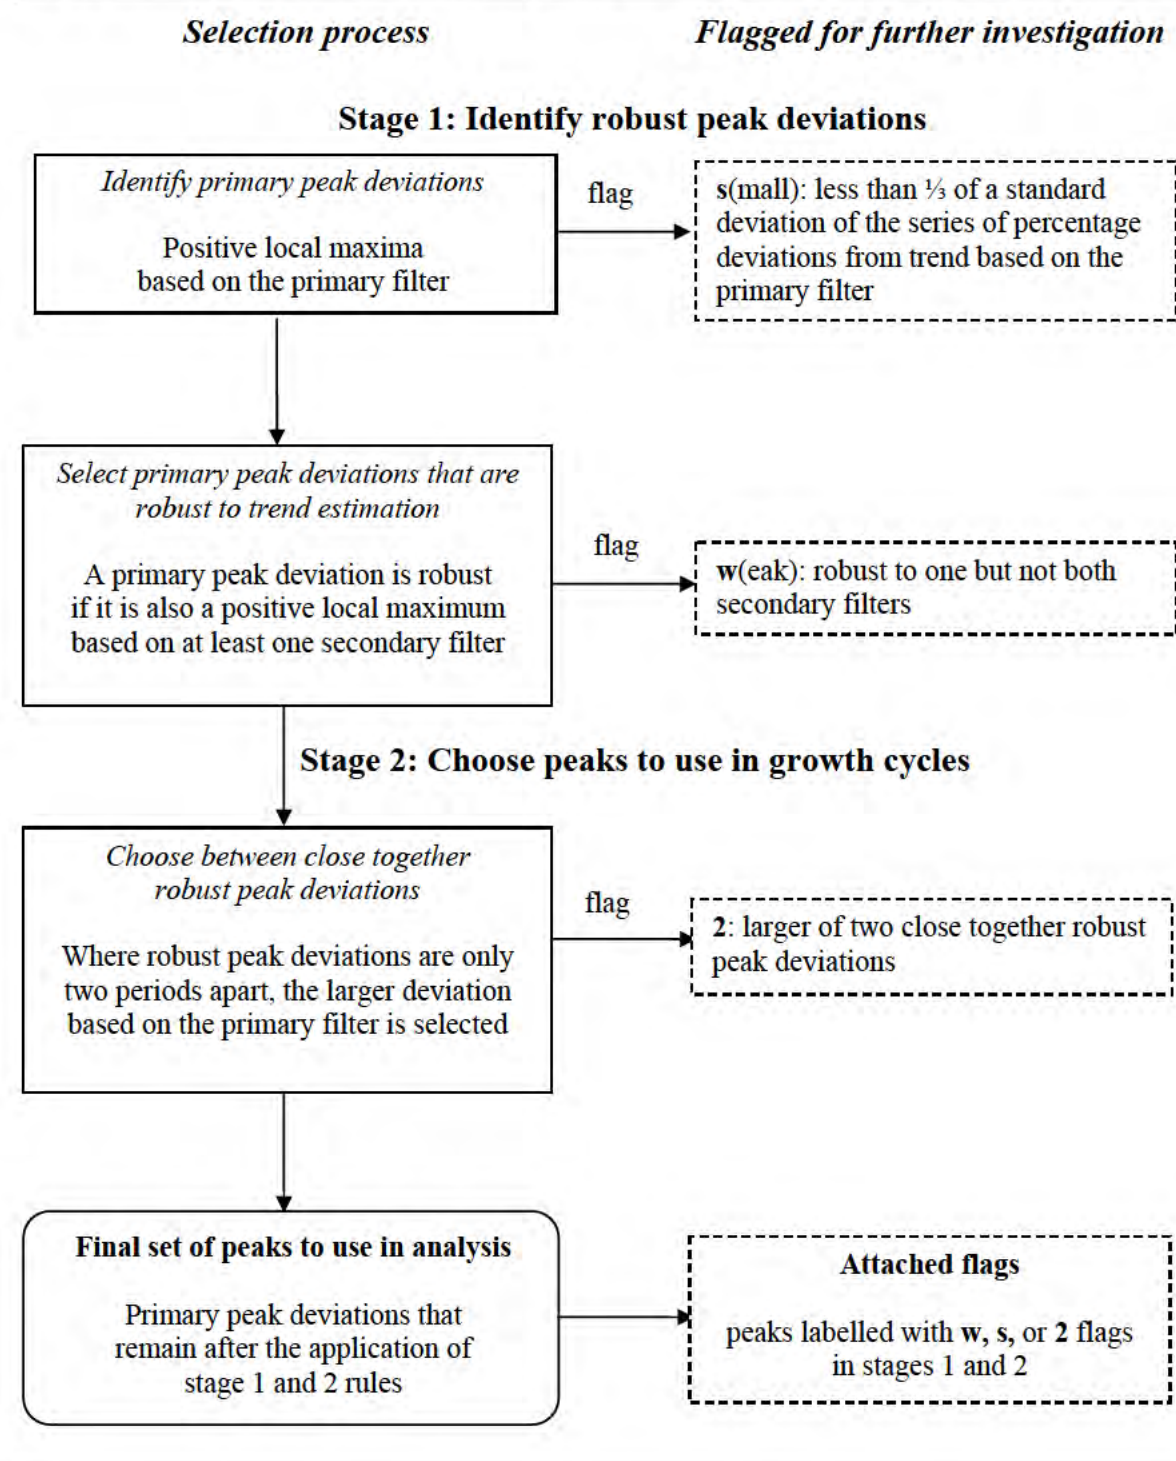 Selection process
Flagged for further investigation
Stage 1: Identify robust peak deviations
Identify primary peak deviations
Positive local maxima
based on the primary filter
flag
s(mall): less than ⅓ of a standard
deviation of the series of percentage
deviations from trend based on the
primary filter
Select primary peak deviations that are
robust to trend estimation
A primary peak deviation is robust
if it is also a positive local maximum
based on at least one secondary filter
flag
w(eak): robust to one but not both
secondary filters
Stage 2: Choose peaks to use in growth cycles
Choose between close together
robust peak deviations
Where robust peak deviations are only
two periods apart, the larger deviation
based on the primary filter is selected
flag
2: larger of two close together robust
peak deviations
Final set of peaks to use in analysis
Primary peak deviations that
remain after the application of
stage 1 and 2 rules
Attached flags
peaks labelled with w, s, or 2 flags
in stages 1 and 2